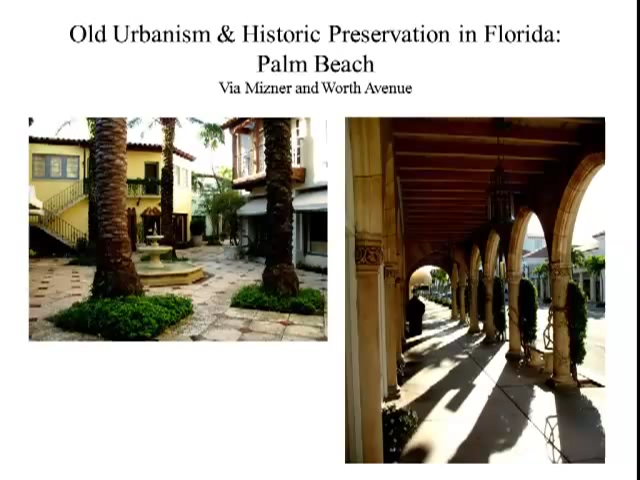 Old Urbanism & Historic Preservation in Florida:
Palm Beach
Via Mizner and Worth Avenue